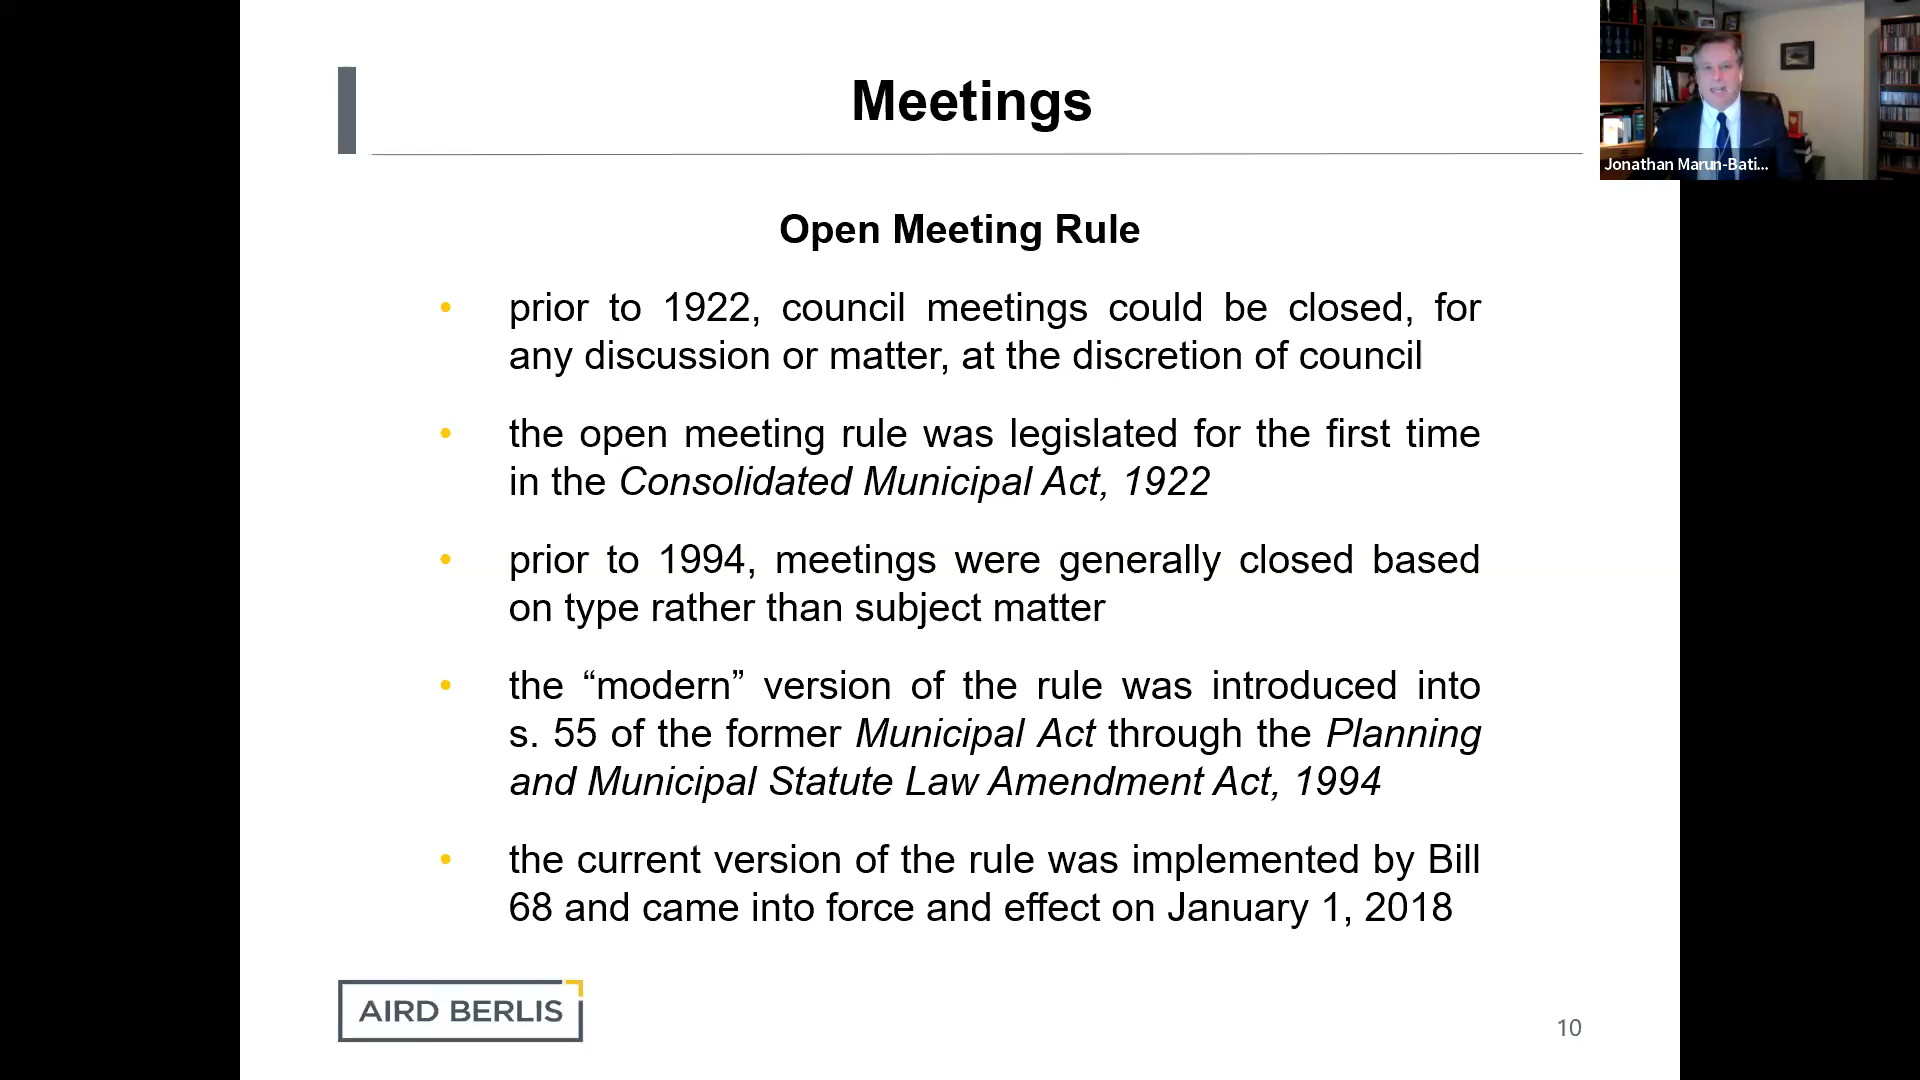 Meetings
Jonathan Marun-Bati...
Open Meeting Rule
• prior to 1922, council meetings could be closed, for
any discussion or matter, at the discretion of council
• the open meeting rule was legislated for the first time
in the Consolidated Municipal Act, 1922
• prior to 1994, meetings were generally closed based
on type rather than subject matter
• the “modern” version of the rule was introduced into
s. 55 of the former Municipal Act through the Planning
and Municipal Statute Law Amendment Act, 1994
• the current version of the rule was implemented by Bill
68 and came into force and effect on January 1, 2018
AIRD BERLIS
10